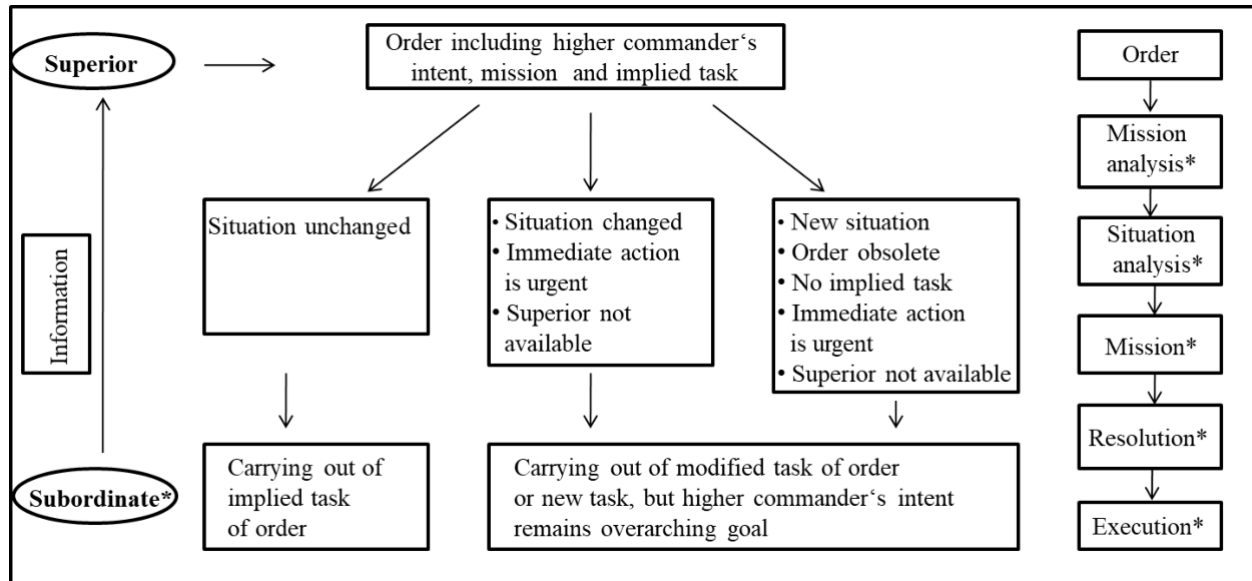 Superior
Order including higher commander‘s
intent, mission and implied task
Situation unchanged
• Situation changed
• Immediate action
is urgent
• Superior not
available
• New situation
• Order obsolete
• No implied task
• Immediate action
is urgent
• Superior not available
Information
Subordinate*
Carrying out of
implied task
of order
Carrying out of modified task of order
or new task, but higher commander‘s intent
remains overarching goal
Order
Mission
analysis*
Situation
analysis*
Mission*
Resolution*
Execution*